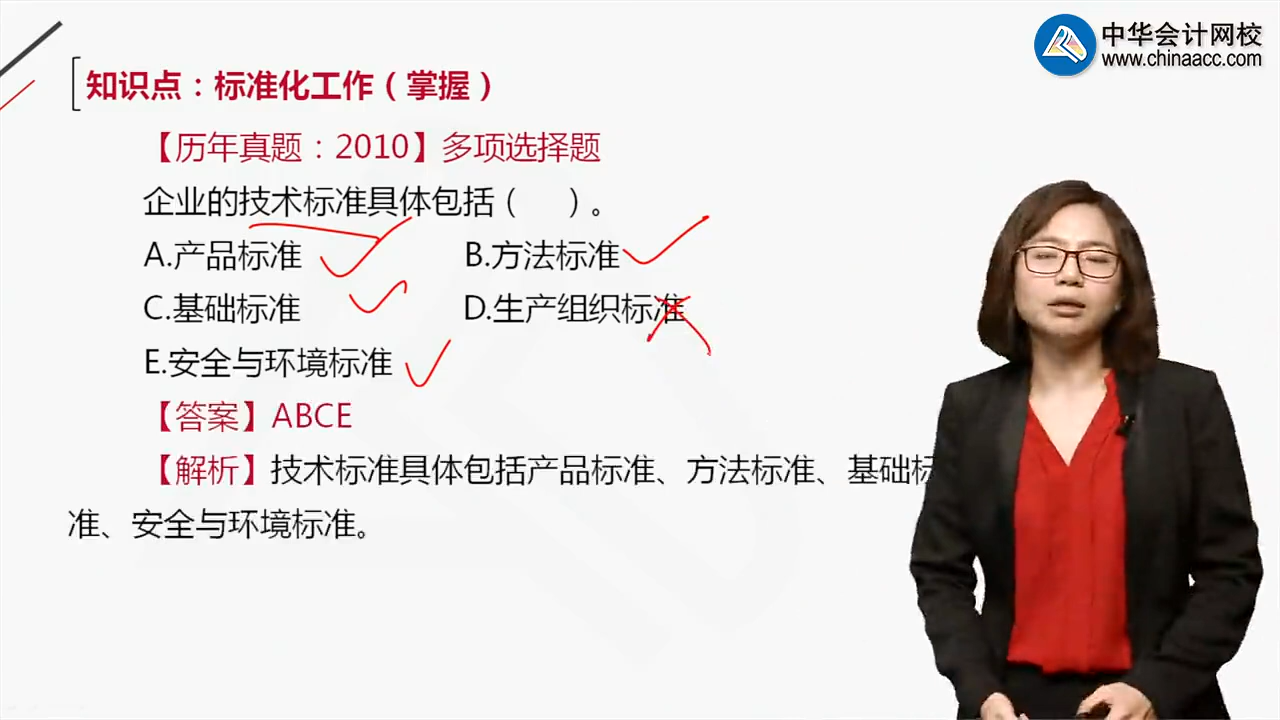 中华会计网校
www.chinaacc.com
知识点：标准化工作（掌握）
【历年真题：2010】多项选择题
企业的技术标准具体包括（ ）。
A.产品标准 B.方法标准
C.基础标准 D.生产组织标准
E.安全与环境标准
【答案】ABCE
【解析】技术标准具体包括产品标准、方法标准、基础标
准、安全与环境标准。